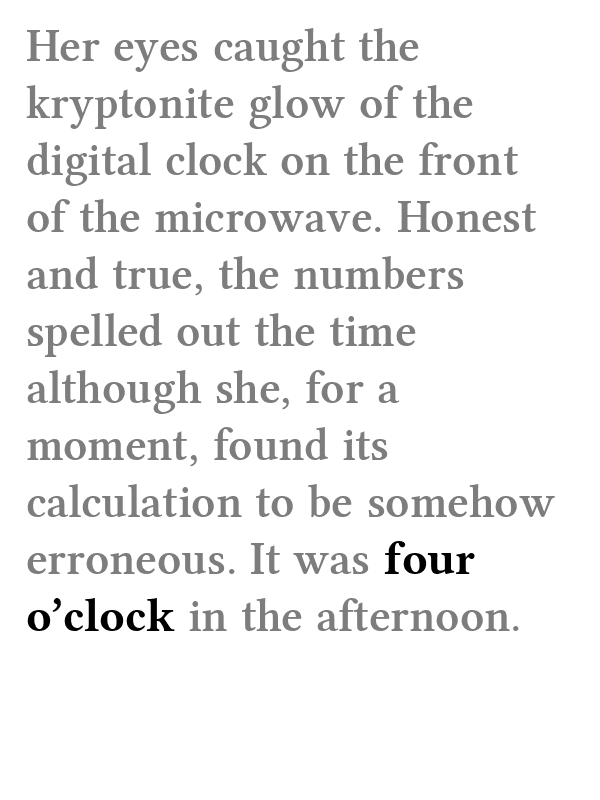 Her eyes caught the
kryptonite glow of the
digital clock on the front
of the microwave. Honest
and true, the numbers
spelled out the time
although she, for a
moment, found its
calculation to be somehow
erroneous. It was four
o’clock in the afternoon.